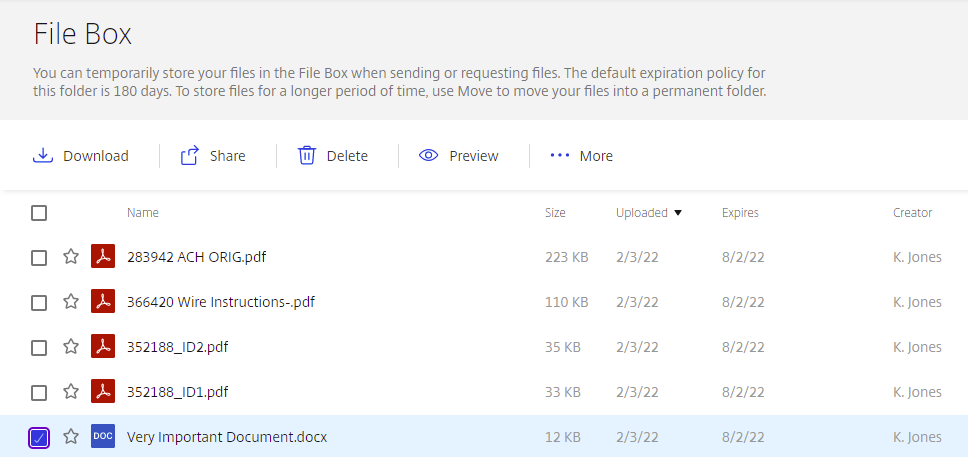 File Box
You can temporarily store your files in the File Box when sending or requesting files. The default expiration policy for
this folder is 180 days. To store files for a longer period of time, use Move to move your files into a permanent folder.
Download Share Delete Preview More
Name Size Uploaded Expires Creator
283942 ACH ORIG.pdf 223 KB 2/3/22 8/2/22 K. Jones
366420 Wire Instructions-.pdf 110 KB 2/3/22 8/2/22 K. Jones
352188_ID2.pdf 35 KB 2/3/22 8/2/22 K. Jones
352188_ID1.pdf 33 KB 2/3/22 8/2/22 K. Jones
DOC Very Important Document.docx 12 KB 2/3/22 8/2/22 K. Jones